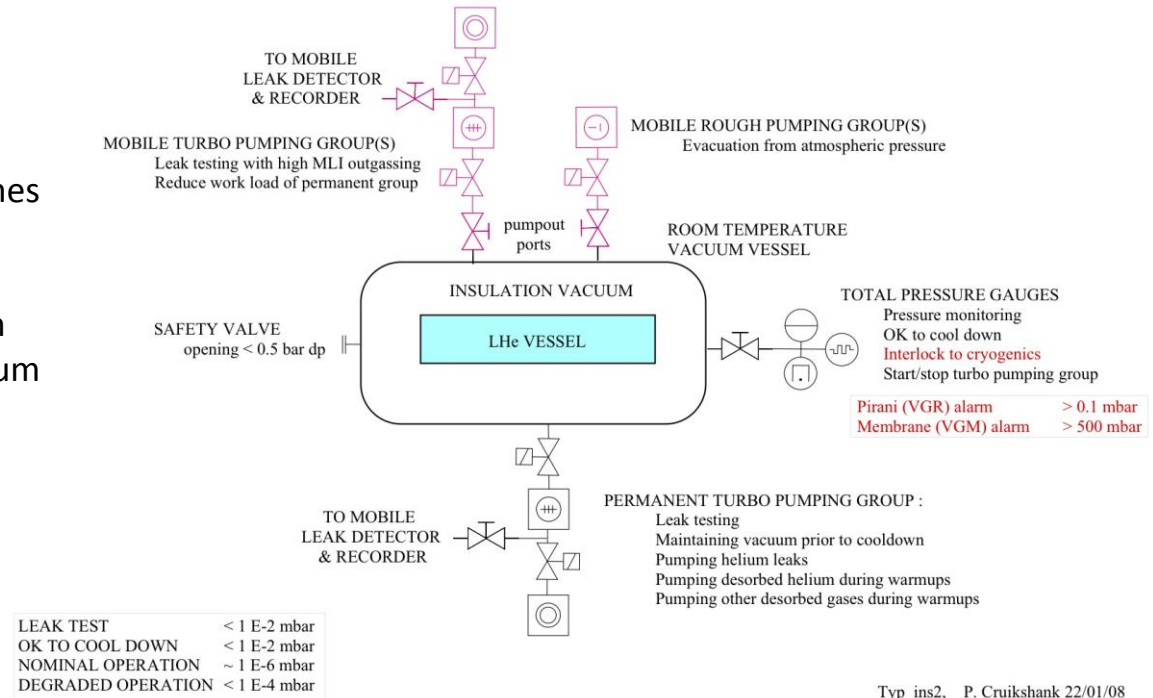 TO MOBILE
LEAK DETECTOR
& RECORDER
MOBILE TURBO PUMPING GROUP(S)
Leak testing with high MLI outgassing
Reduce work load of permanent group
MOBILE ROUGH PUMPING GROUP(S)
Evacuation from atmospheric pressure
pumpout
ports
ROOM TEMPERATURE
VACUUM VESSEL
INSULATION VACUUM
LHe VESSEL
SAFETY VALVE
opening < 0.5 bar dp
TOTAL PRESSURE GAUGES
Pressure monitoring
OK to cool down
Interlock to cryogenics
Start/stop turbo pumping group
Pirani (VGR) alarm > 0.1 mbar
Membrane (VGM) alarm > 500 mbar
TO MOBILE
LEAK DETECTOR
& RECORDER
PERMANENT TURBO PUMPING GROUP :
Leak testing
Maintaining vacuum prior to cooldown
Pumping helium leaks
Pumping desorbed helium during warmups
Pumping other desorbed gases during warmups
LEAK TEST < 1 E-2 mbar
OK TO COOL DOWN < 1 E-2 mbar
NOMINAL OPERATION ~ 1 E-6 mbar
DEGRADED OPERATION < 1 E-4 mbar
Typ_ins2, P. Cruikshank 22/01/08